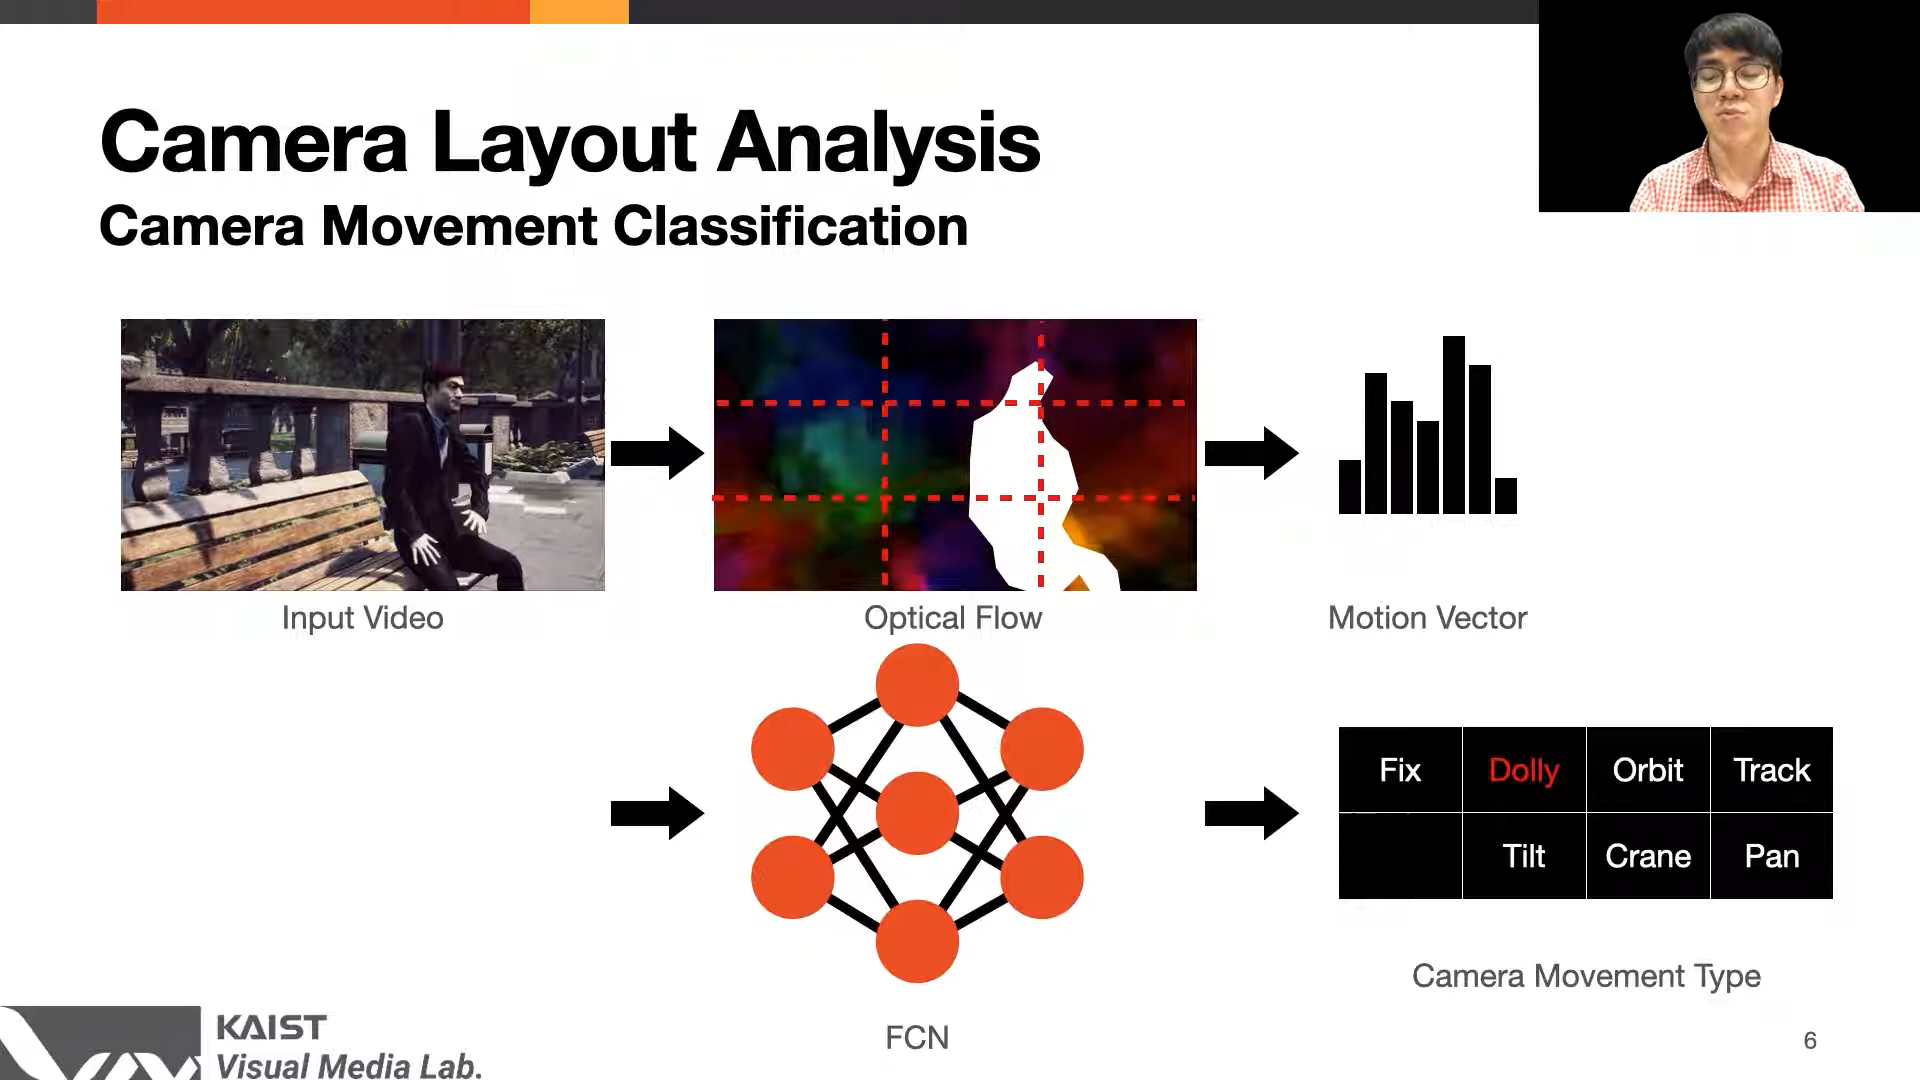 Camera Layout Analysis
Camera Movement Classification
Input Video
Optical Flow
Motion Vector
Fix Dolly Orbit Track
Tilt Crane Pan
Camera Movement Type
FCN
KAIST
Visual Media Lab.
6